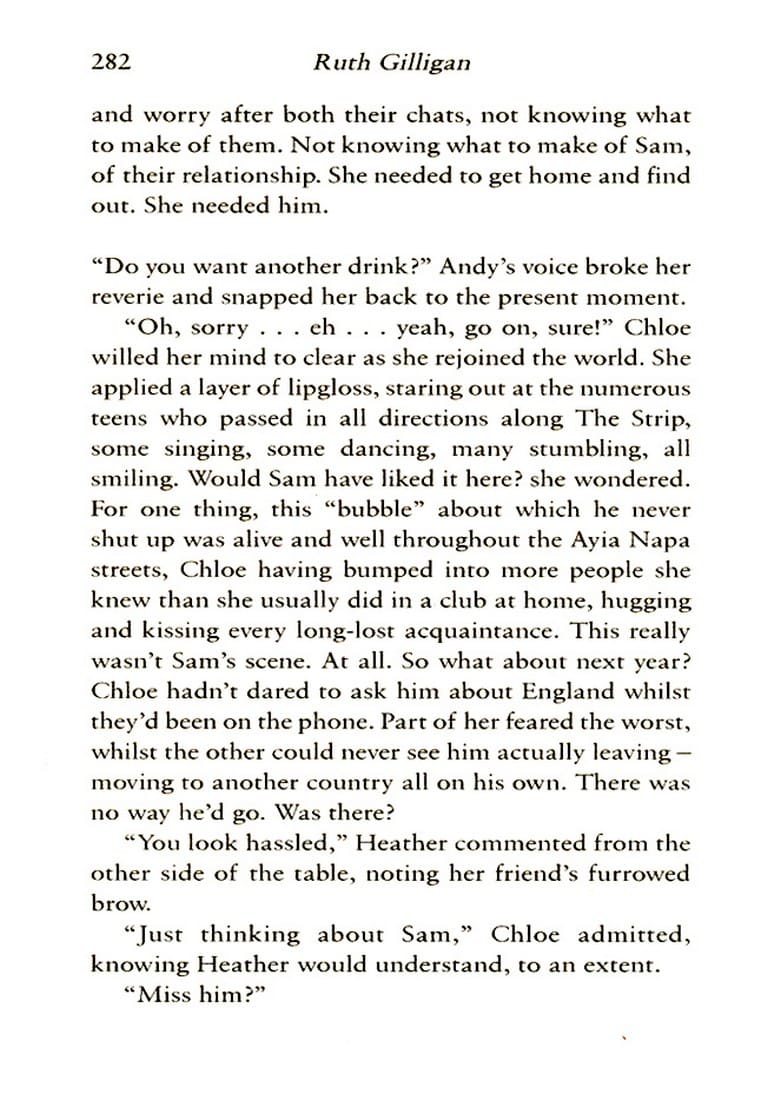 282 Ruth Gilligan
and worry after both their chats, not knowing what
to make of them. Not knowing what to make of Sam,
of their relationship. She needed to get home and find
out. She needed him.
“Do you want another drink?” Andy’s voice broke her
reverie and snapped her back to the present moment.
“Oh, sorry . . . eh . . . yeah, go on, sure!” Chloe
willed her mind to clear as she rejoined the world. She
applied a layer of lipgloss, staring out at the numerous
teens who passed in all directions along The Strip,
some singing, some dancing, many stumbling, all
smiling. Would Sam have liked it here? she wondered.
For one thing, this “bubble” about which he never
shut up was alive and well throughout the Ayia Napa
streets, Chloe having bumped into more people she
knew than she usually did in a club at home, hugging
and kissing every long-lost acquaintance. This really
wasn’t Sam’s scene. At all. So what about next year?
Chloe hadn’t dared to ask him about England whilst
they’d been on the phone. Part of her feared the worst,
whilst the other could never see him actually leaving –
moving to another country all on his own. There was
no way he’d go. Was there?
“You look hassled,” Heather commented from the
other side of the table, noting her friend’s furrowed
brow.
“Just thinking about Sam,” Chloe admitted,
knowing Heather would understand, to an extent.
“Miss him?”